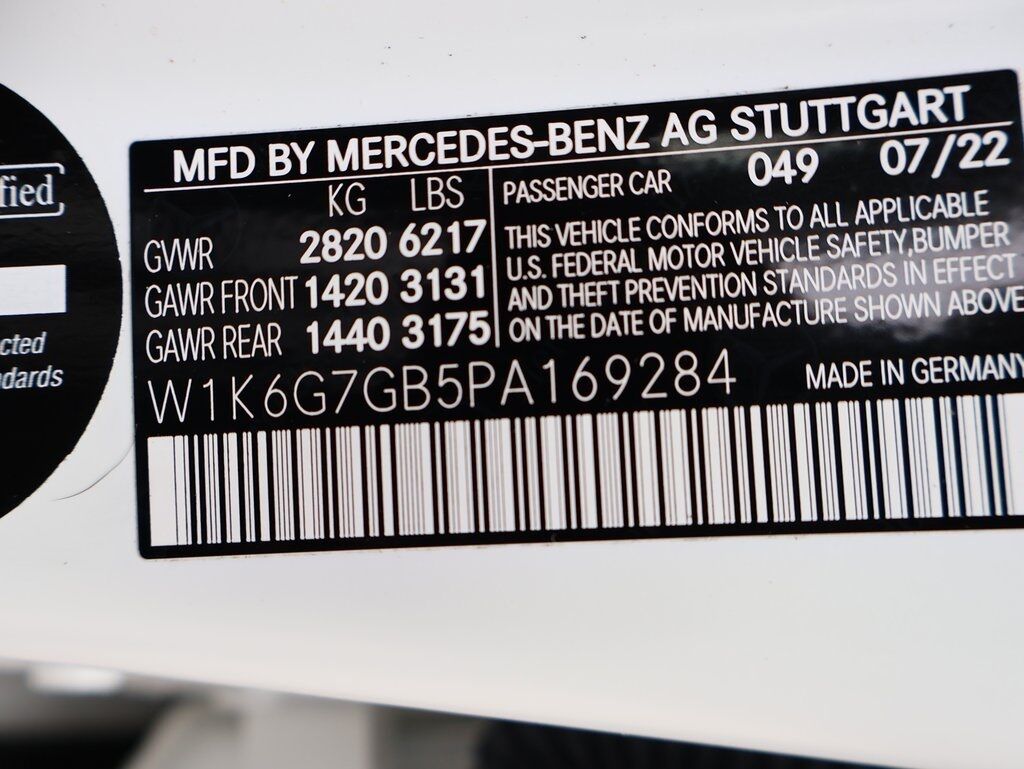 MFD BY MERCEDES-BENZ AG STUTTGART
KG LBS
GVWR 2820 6217
GAWR FRONT 1420 3131
GAWR REAR 1440 3175
PASSENGER CAR 049 07/22
THIS VEHICLE CONFORMS TO ALL APPLICABLE
U.S. FEDERAL MOTOR VEHICLE SAFETY, BUMPER
AND THEFT PREVENTION STANDARDS IN EFFECT
ON THE DATE OF MANUFACTURE SHOWN ABOVE
W1K6G7GB5PA169284
MADE IN GERMANY
fied
cted
ndards